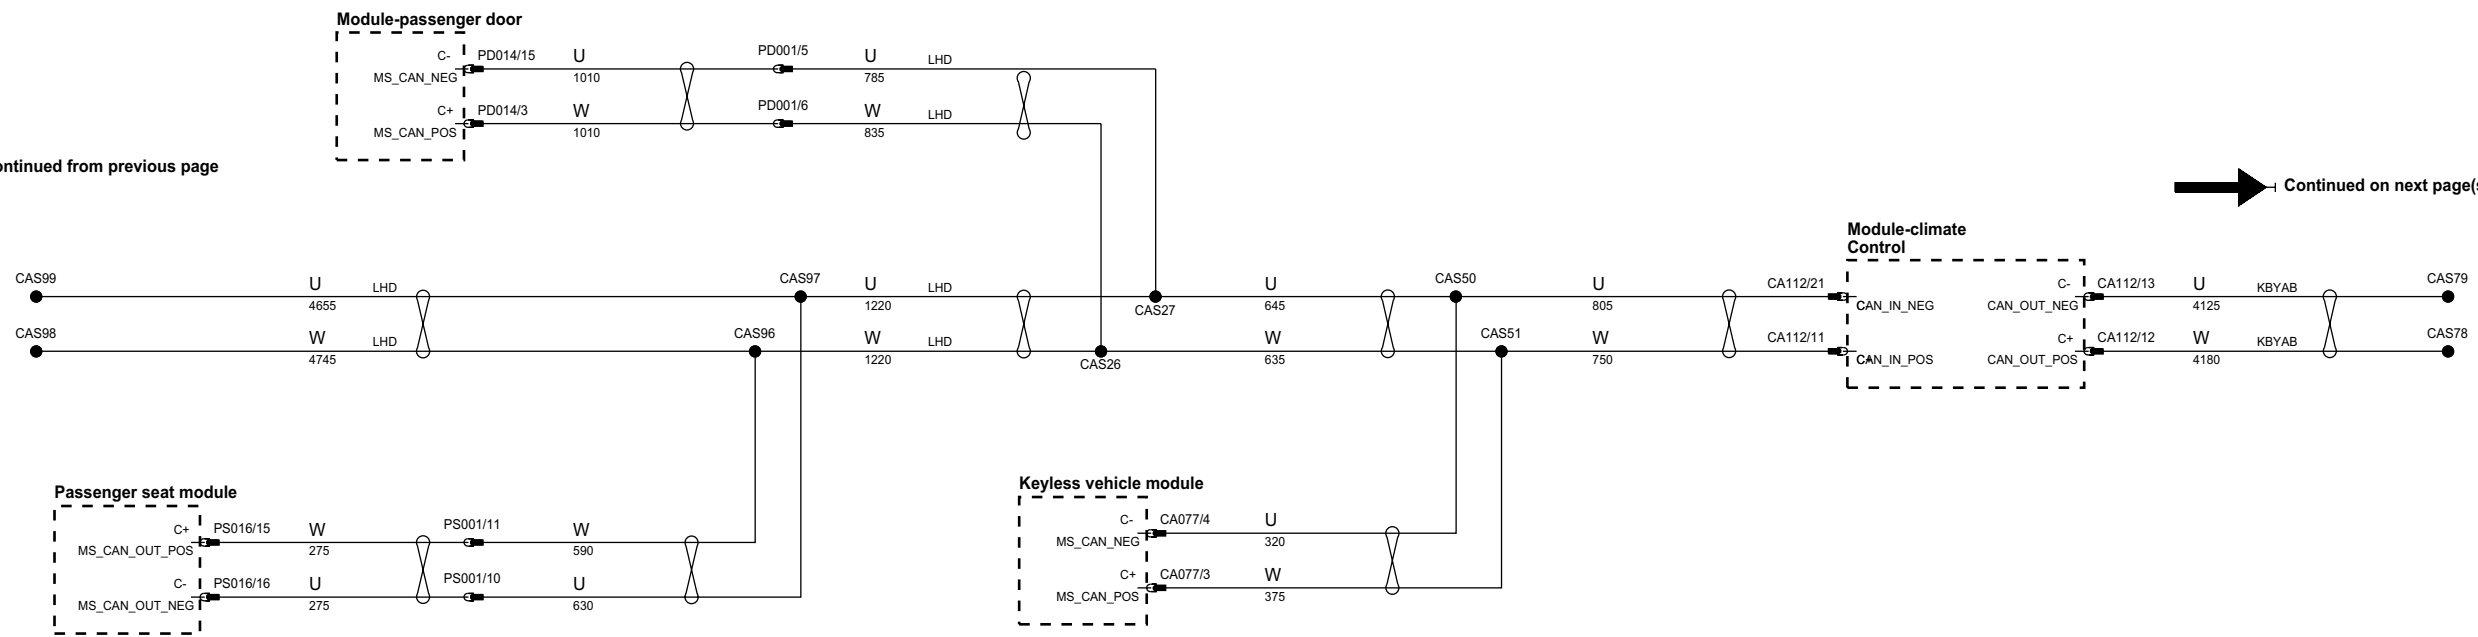 Module-passenger door
C- PD014/15 U PD001/5 U LHD
MS_CAN_NEG 1010 785
C+ PD014/3 W PD001/6 W LHD
MS_CAN_POS 1010 835
ontinued from previous page
Continued on next page(s
Module-climate
Control
CAS99 U LHD CAS97 U LHD U CAS50 U CA112/21 C- CA112/13 U KBYAB CAS79
4655 1220 CAS27 645 805 CAN_IN_NEG CAN_OUT_NEG 4125
CAS98 W LHD CAS96 W LHD W CAS51 W CA112/11 C+ CA112/12 W KBYAB CAS78
4745 1220 CAS26 635 750 CAN_IN_POS CAN_OUT_POS 4180
Passenger seat module
C+ PS016/15 W PS001/11 W
MS_CAN_OUT_POS 275 590
C- PS016/16 U PS001/10 U
MS_CAN_OUT_NEG 275 630
Keyless vehicle module
C- CA077/4 U
MS_CAN_NEG 320
C+ CA077/3 W
MS_CAN_POS 375